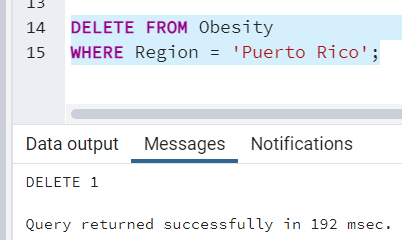 13
14 DELETE FROM Obesity
15 WHERE Region = 'Puerto Rico';
Data output Messages Notifications
DELETE 1
Query returned successfully in 192 msec.